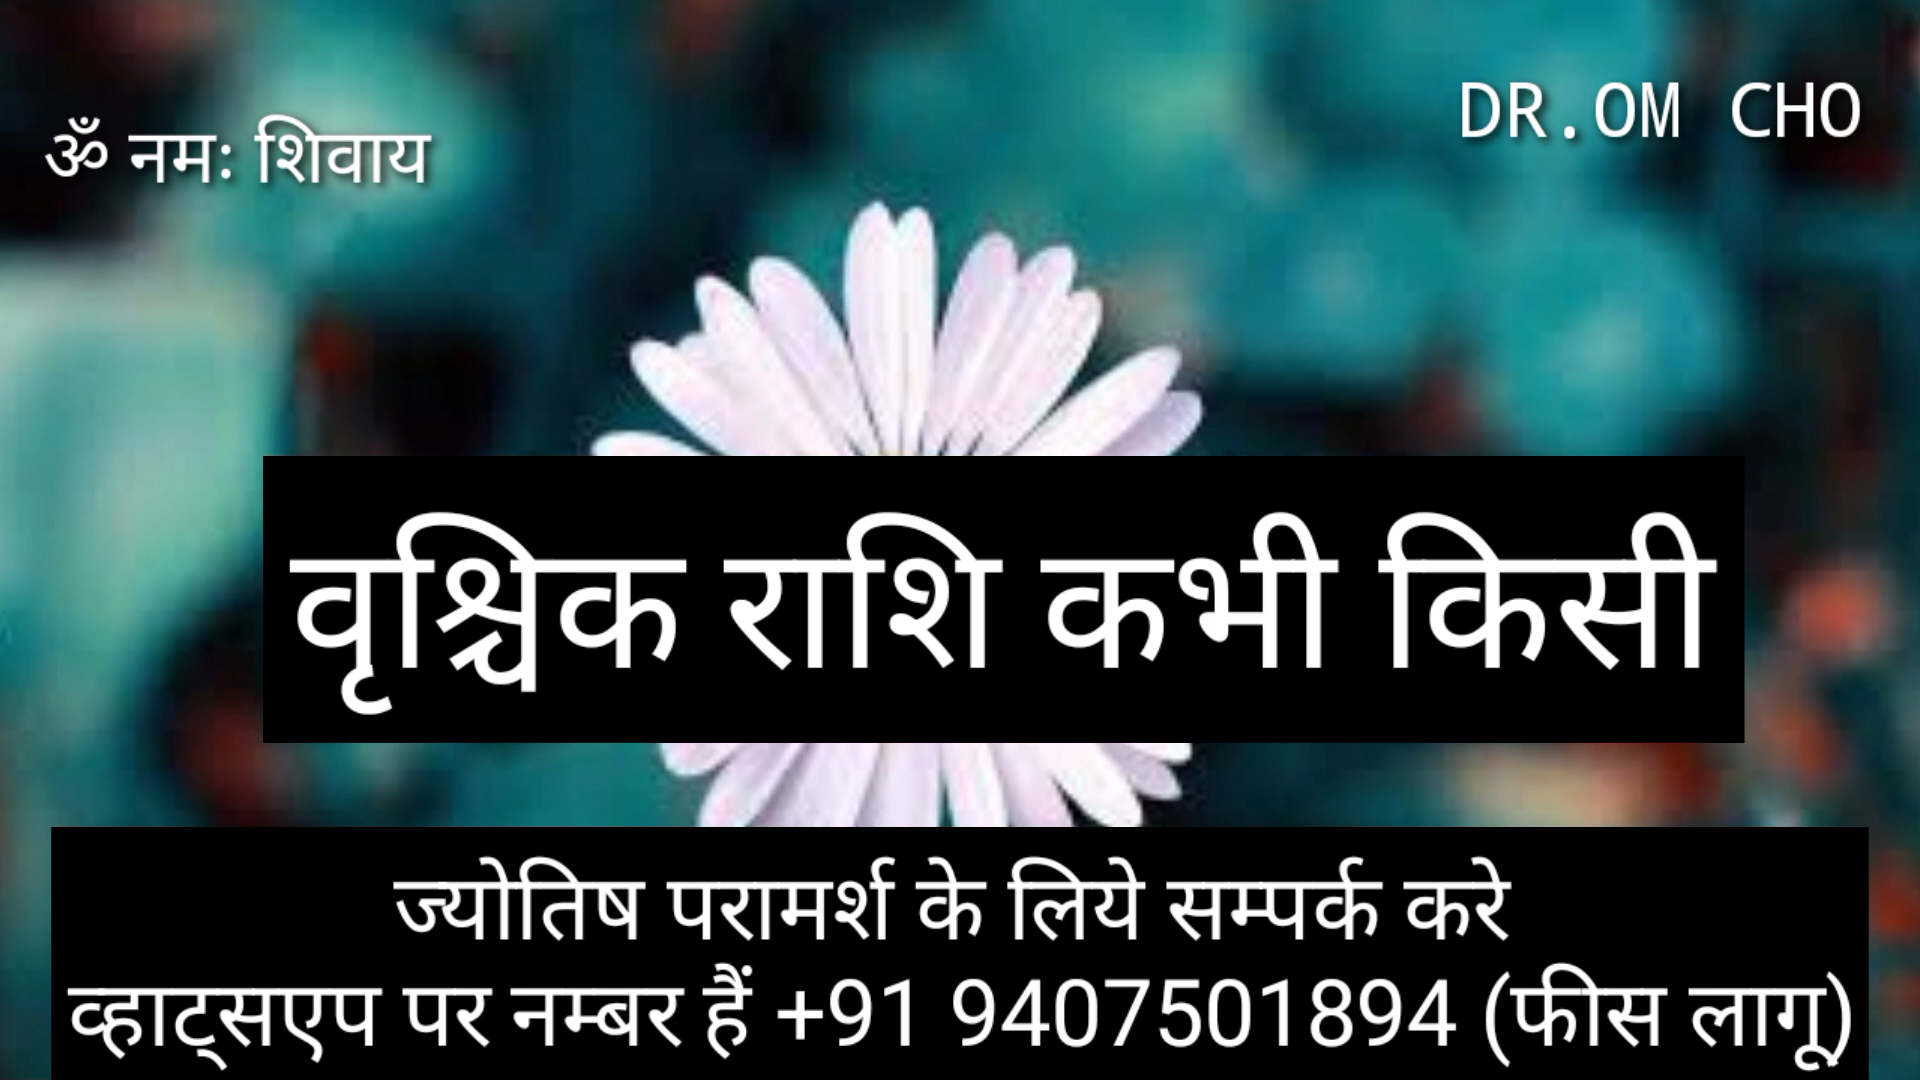 DR.OM CHO
ॐ नमः शिवाय
वृश्चिक राशि कभी किसी
ज्योतिष परामर्श के लिये सम्पर्क करे
व्हाट्सएप पर नम्बर हैं +91 9407501894 (फीस लागू)